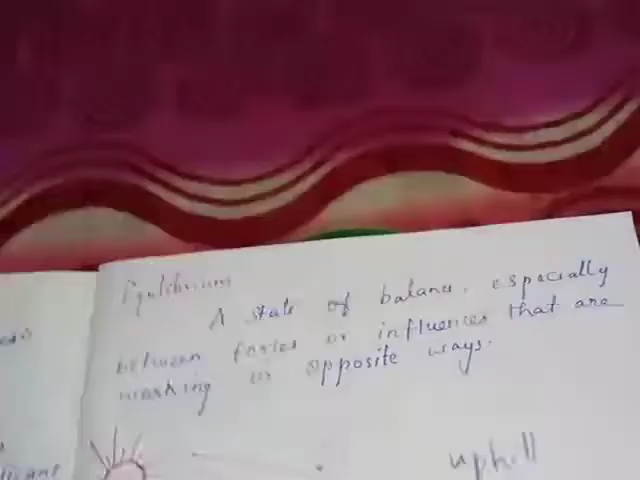 Equilibrium
A state of balance, especially
between forces or influences that are
working in opposite ways.
uphill